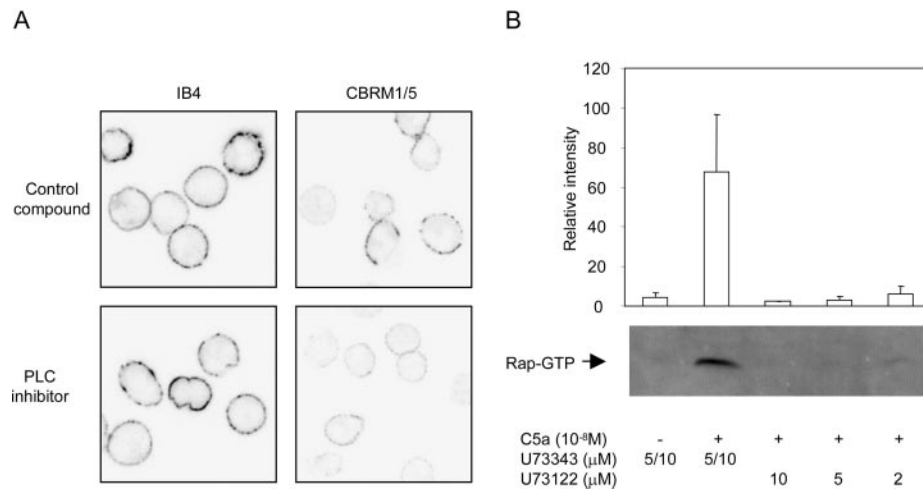 A
IB4
CBRM1/5
Control
compound
PLC
inhibitor
B
120
100
80
60
40
20
0
Relative intensity
Rap-GTP
C5a (10⁻⁸M) - + + + +
U73343 (µM) 5/10 5/10
U73122 (µM) 10 5 2